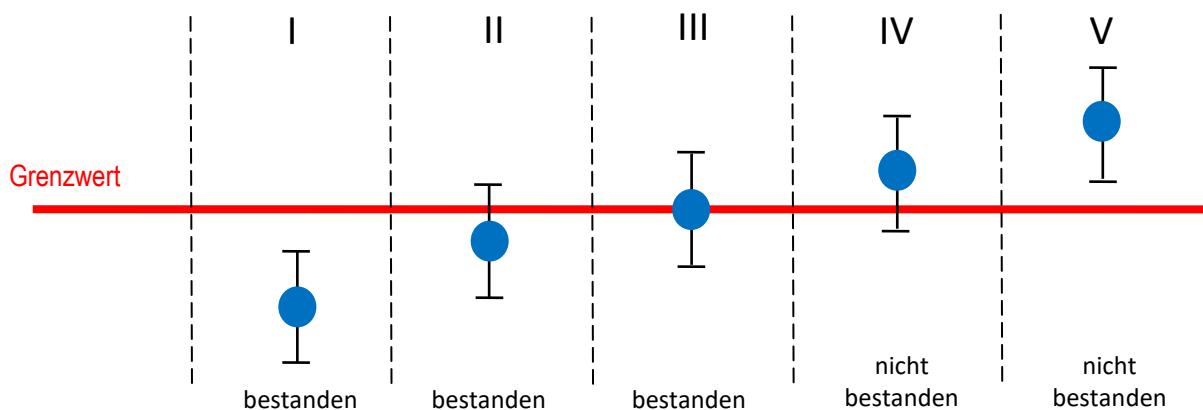 I
II
III
IV
V
Grenzwert
bestanden
bestanden
bestanden
nicht
bestanden
nicht
bestanden